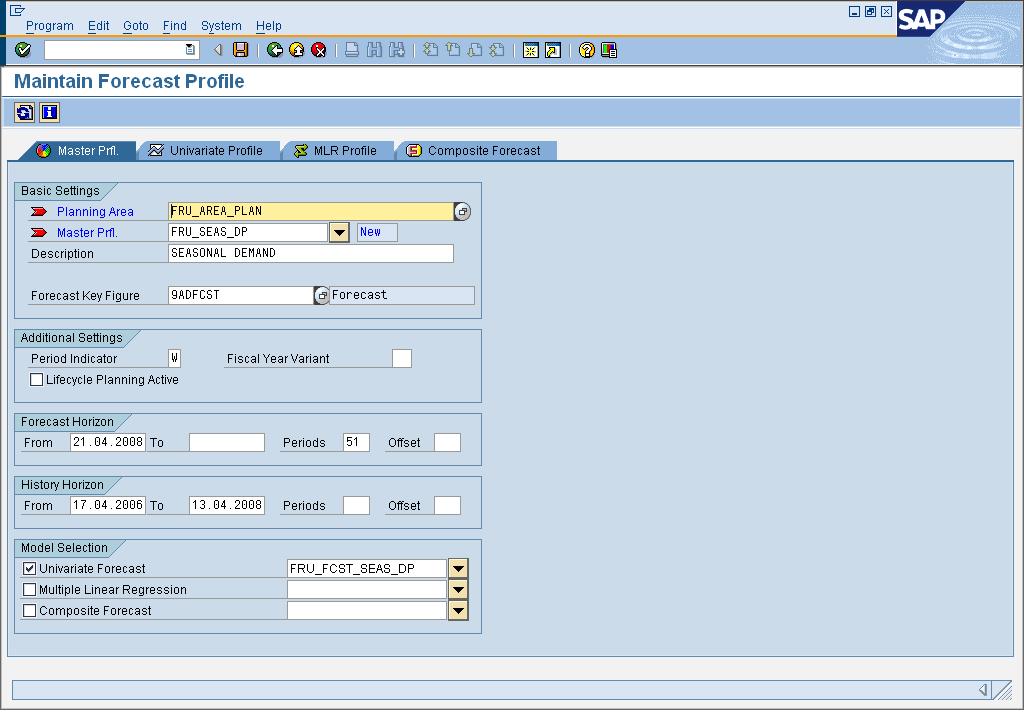 Program Edit Goto Find System Help
SAP
Maintain Forecast Profile
Master Prfl. Univariate Profile MLR Profile Composite Forecast
Basic Settings
Planning Area FRU_AREA_PLAN
Master Prfl. FRU_SEAS_DP New
Description SEASONAL DEMAND
Forecast Key Figure 9ADFCST Forecast
Additional Settings
Period Indicator W Fiscal Year Variant
Lifecycle Planning Active
Forecast Horizon
From 21.04.2008 To Periods 51 Offset
History Horizon
From 17.04.2006 To 13.04.2008 Periods Offset
Model Selection
Univariate Forecast FRU_FCST_SEAS_DP
Multiple Linear Regression
Composite Forecast